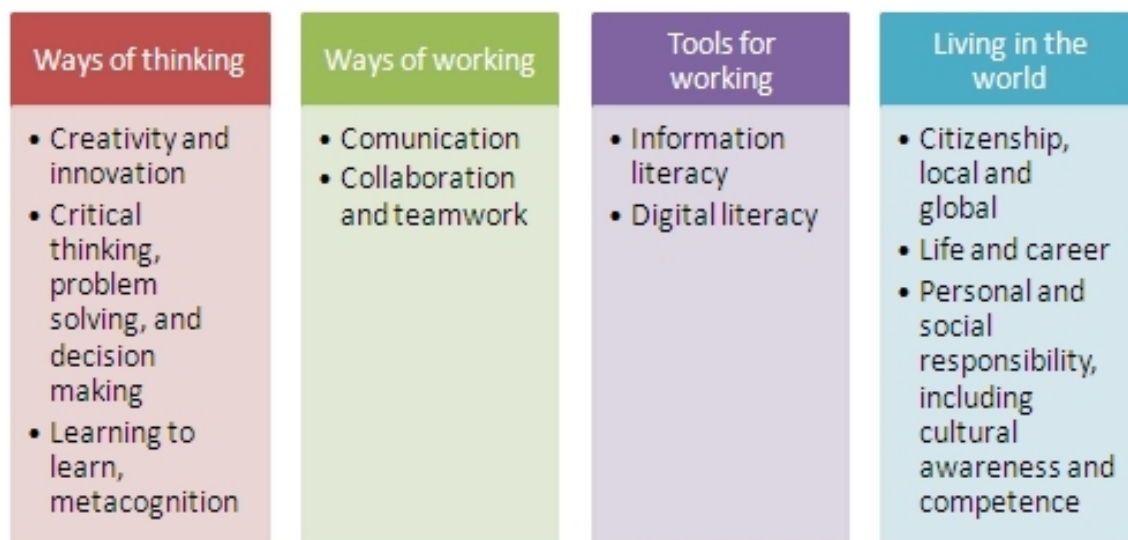 Ways of thinking
• Creativity and
innovation
• Critical
thinking,
problem
solving, and
decision
making
• Learning to
learn,
metacognition
Ways of working
• Comunication
• Collaboration
and teamwork
Tools for
working
• Information
literacy
• Digital literacy
Living in the
world
• Citizenship,
local and
global
• Life and career
• Personal and
social
responsibility,
including
cultural
awareness and
competence